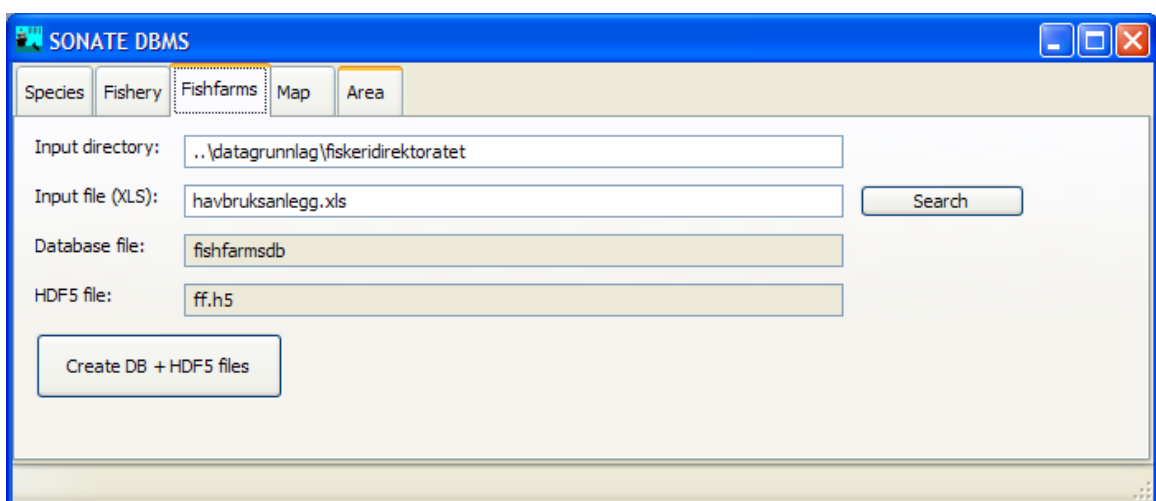 SONATE DBMS
Species Fishery Fishfarms Map Area
Input directory: ..\datagrunnlag\fiskeridirektoratet
Input file (XLS): havbruksanlegg.xls Search
Database file: fishfarmsdb
HDF5 file: ff.h5
Create DB + HDF5 files